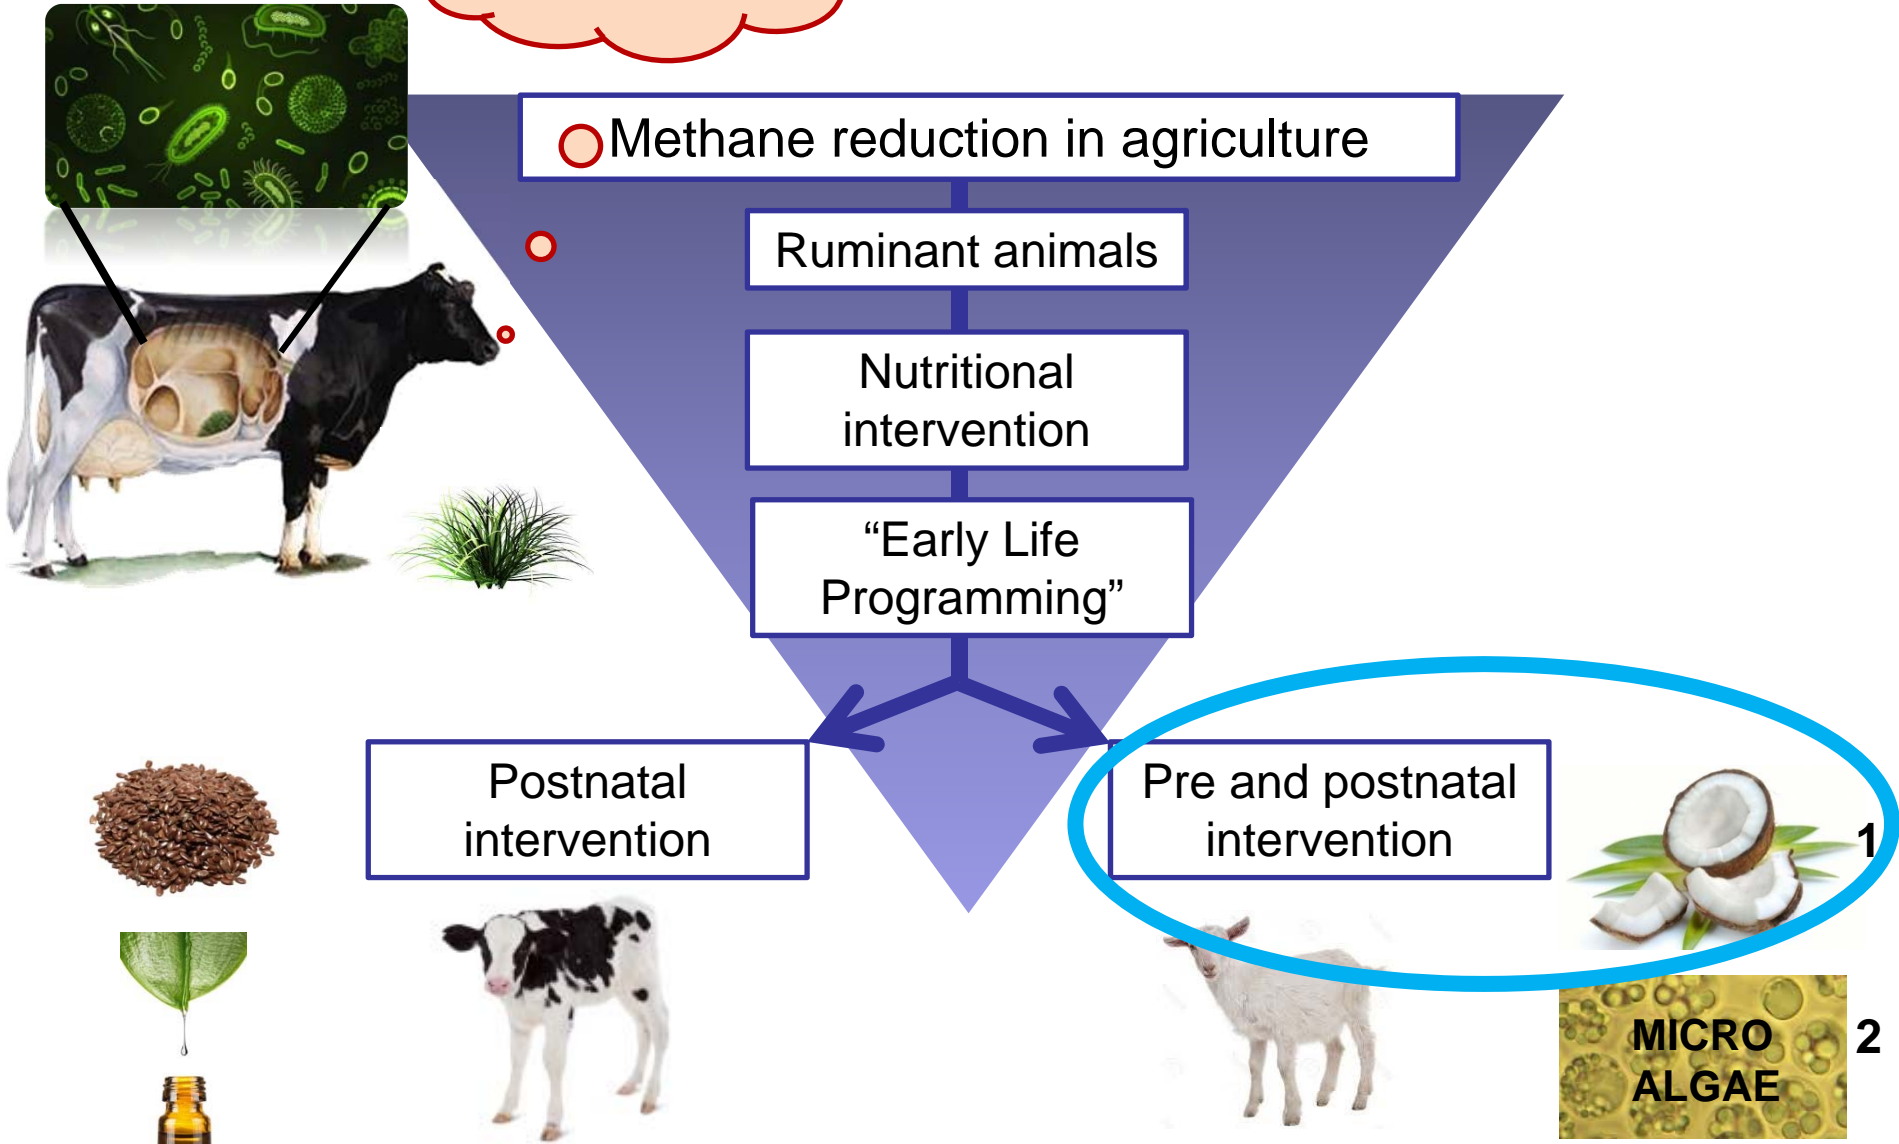 Methane reduction in agriculture
Ruminant animals
Nutritional
intervention
“Early Life
Programming”
Postnatal
intervention
Pre and postnatal
intervention
1
MICRO
ALGAE
2